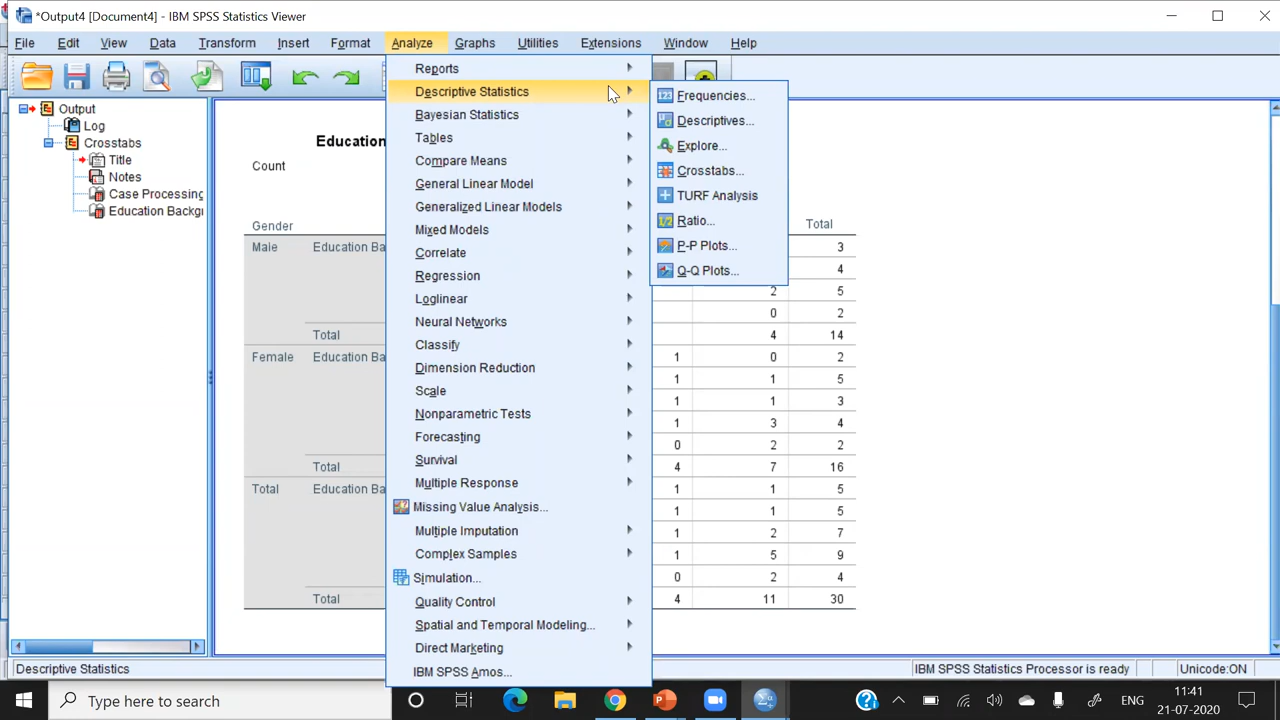 *Output4 [Document4] - IBM SPSS Statistics Viewer
File Edit View Data Transform Insert Format Analyze Graphs Utilities Extensions Window Help
Output
Log
Crosstabs
Title
Notes
Case Processing
Education Backgr
Education
Count
Gender Total
Male Education Ba 3
4
2 5
0 2
Total 4 14
Female Education Ba 1 0 2
1 1 5
1 1 3
1 3 4
0 2 2
Total 4 7 16
Total Education Ba 1 1 5
1 1 5
1 2 7
1 5 9
0 2 4
Total 4 11 30
Reports
Descriptive Statistics
Bayesian Statistics
Tables
Compare Means
General Linear Model
Generalized Linear Models
Mixed Models
Correlate
Regression
Loglinear
Neural Networks
Classify
Dimension Reduction
Scale
Nonparametric Tests
Forecasting
Survival
Multiple Response
Missing Value Analysis...
Multiple Imputation
Complex Samples
Simulation...
Quality Control
Spatial and Temporal Modeling...
Direct Marketing
IBM SPSS Amos...
Frequencies...
Descriptives...
Explore...
Crosstabs...
TURF Analysis
Ratio...
P-P Plots...
Q-Q Plots...
Descriptive Statistics IBM SPSS Statistics Processor is ready Unicode:ON
Type here to search ENG 11:41
21-07-2020